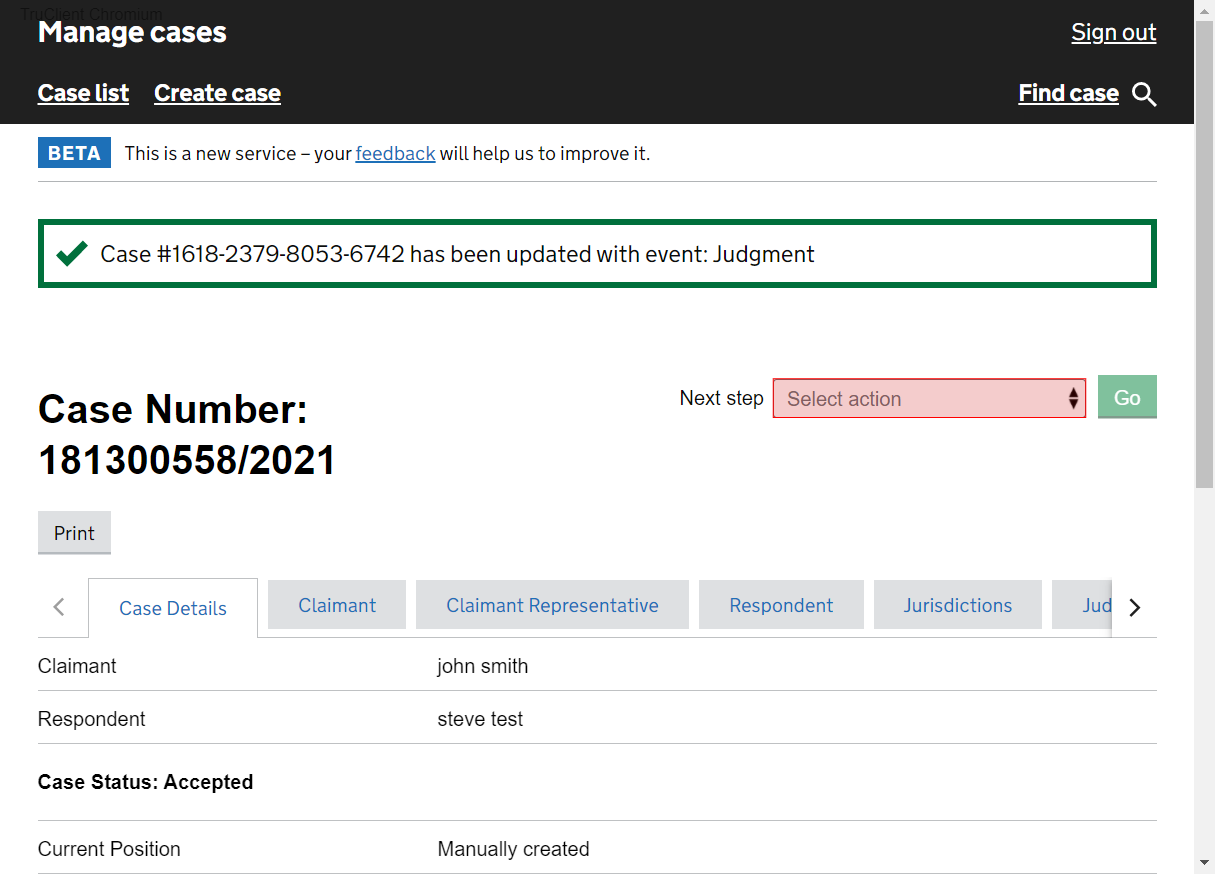 TruClient Chromium
Manage cases
Sign out
Case list
Create case
Find case
BETA
This is a new service – your feedback will help us to improve it.
Case #1618-2379-8053-6742 has been updated with event: Judgment
Case Number:
181300558/2021
Next step
Select action
Go
Print
Case Details
Claimant
Claimant Representative
Respondent
Jurisdictions
Jud
Claimant
john smith
Respondent
steve test
Case Status: Accepted
Current Position
Manually created